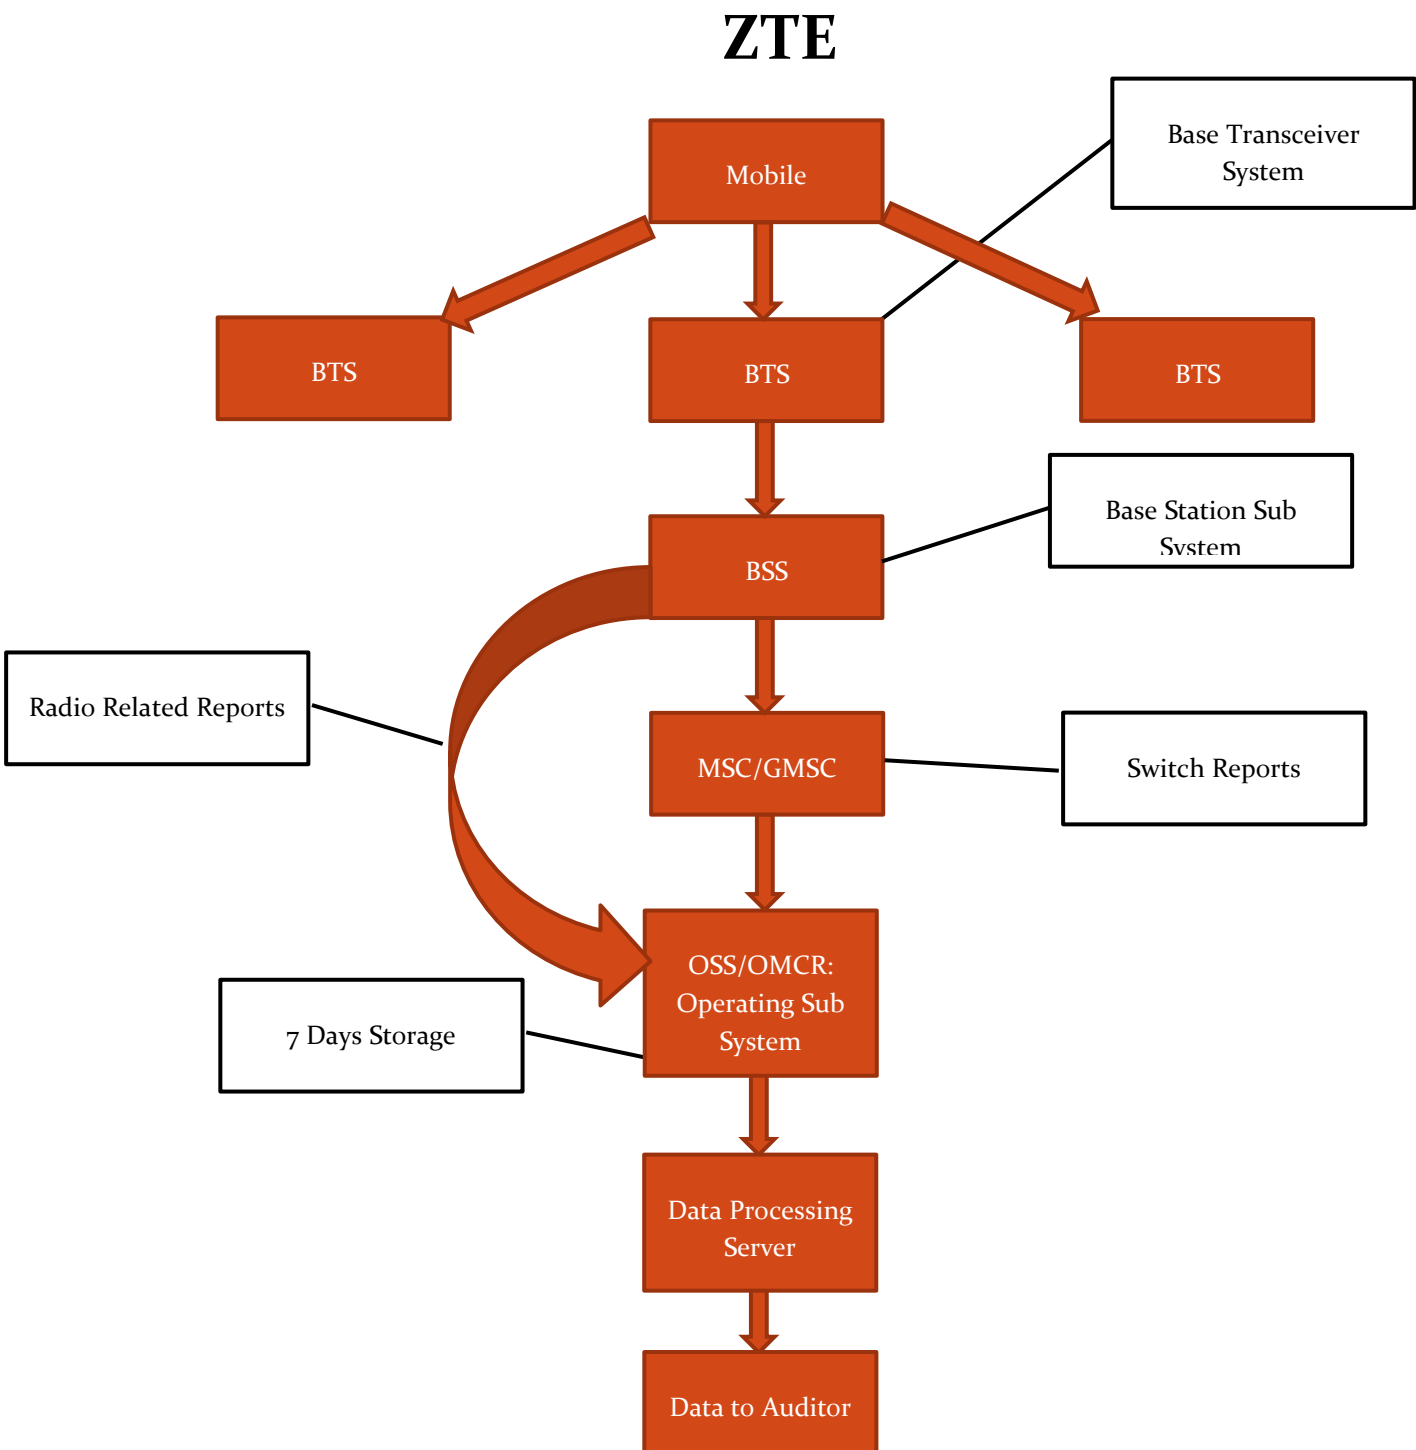 ZTE
Base Transceiver
System
Mobile
BTS
BTS
BTS
Base Station Sub
System
BSS
Radio Related Reports
MSC/GMSC
Switch Reports
OSS/OMCR:
Operating Sub
System
7 Days Storage
Data Processing
Server
Data to Auditor